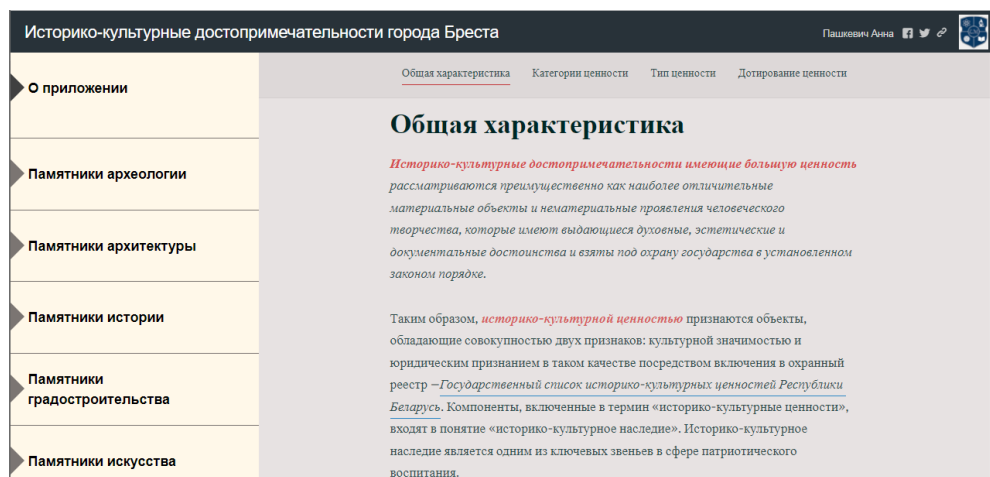 Историко-культурные достопримечательности города Бреста
Пашкевич Анна
О приложении
Памятники археологии
Памятники архитектуры
Памятники истории
Памятники
градостроительства
Памятники искусства
Общая характеристика Категории ценности Тип ценности Дотирование ценности
Общая характеристика
Историко-культурные достопримечательности имеющие большую ценность
рассматриваются преимущественно как наиболее отличительные
материальные объекты и нематериальные проявления человеческого
творчества, которые имеют выдающиеся духовные, эстетические и
документальные достоинства и взяты под охрану государства в установленном
законом порядке.
Таким образом, историко-культурной ценностью признаются объекты,
обладающие совокупностью двух признаков: культурной значимостью и
юридическим признанием в таком качестве посредством включения в охранный
реестр –Государственный список историко-культурных ценностей Республики
Беларусь. Компоненты, включенные в термин «историко-культурные ценности»,
входят в понятие «историко-культурное наследие». Историко-культурное
наследие является одним из ключевых звеньев в сфере патриотического
воспитания.